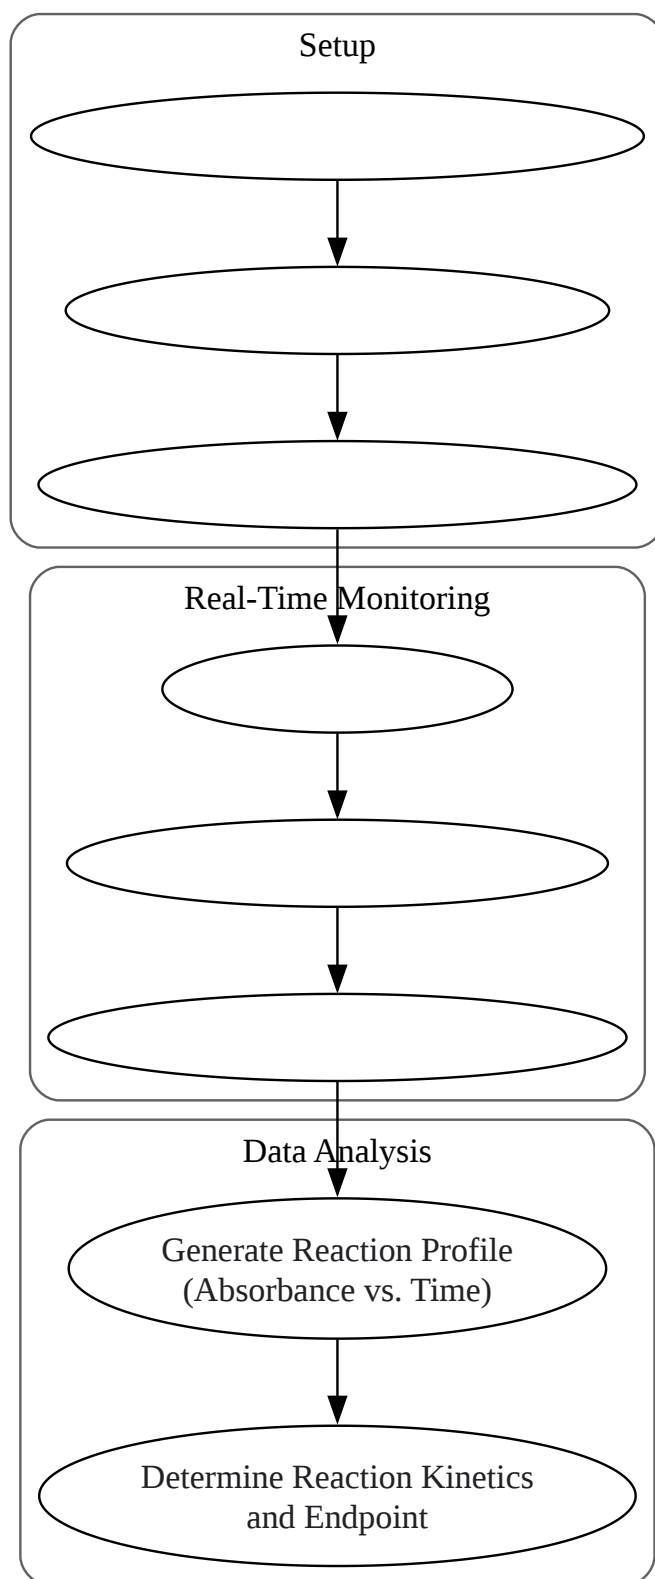 Setup
Real-Time Monitoring
Data Analysis
Generate Reaction Profile
(Absorbance vs. Time)
Determine Reaction Kinetics
and Endpoint